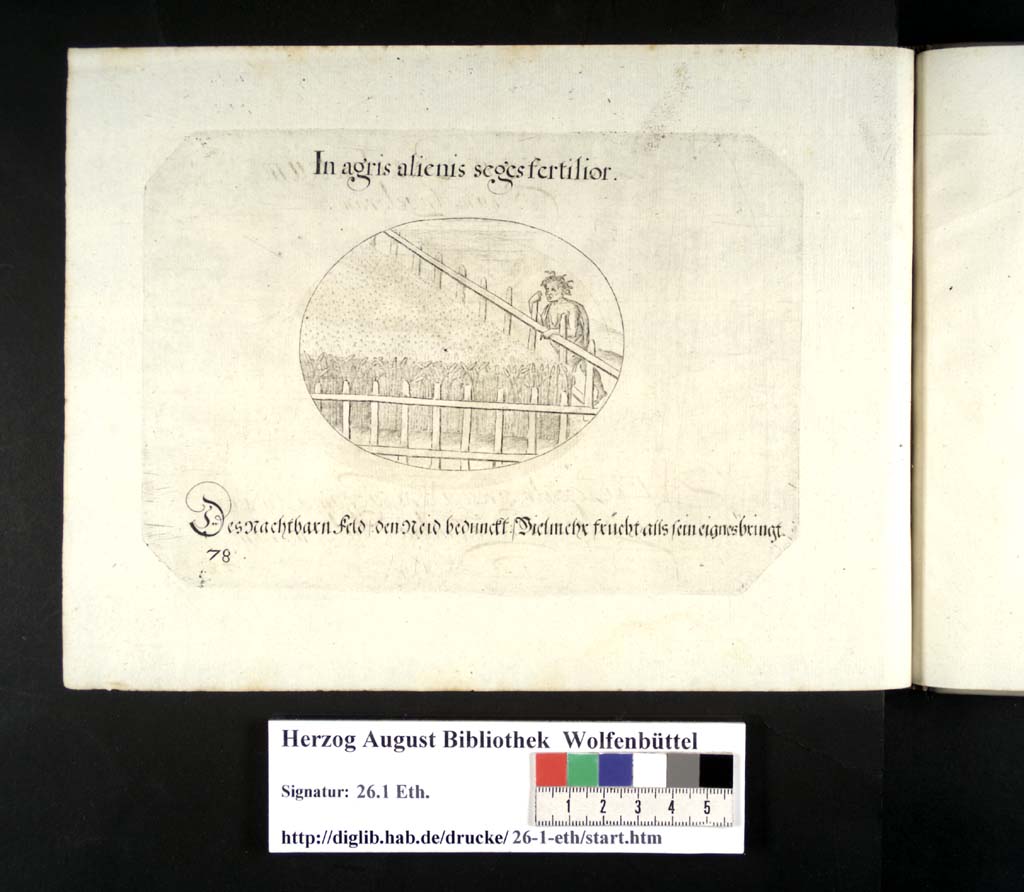 In agris alienis seges fertilior.
Des Nachtbarn Feld / den Neid bedunckt / Vielmehr frücht alls sein eignes bringt.
78.
Herzog August Bibliothek Wolfenbüttel
Signatur: 26.1 Eth.
1 2 3 4 5
http://diglib.hab.de/drucke/ 26-1-eth/start.htm